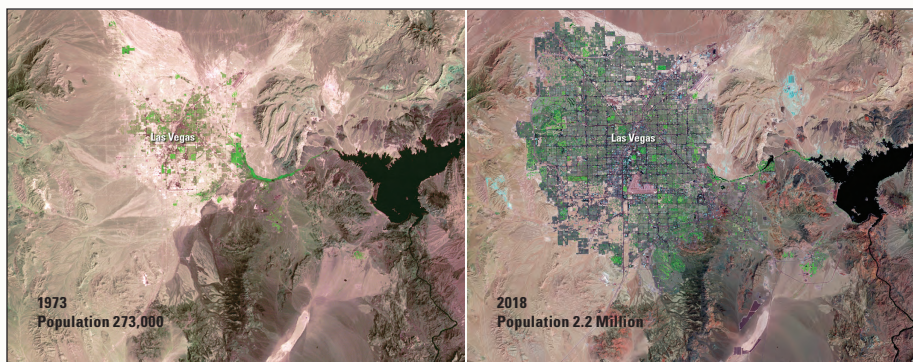 Las Vegas
1973
Population 273,000
Las Vegas
2018
Population 2.2 Million